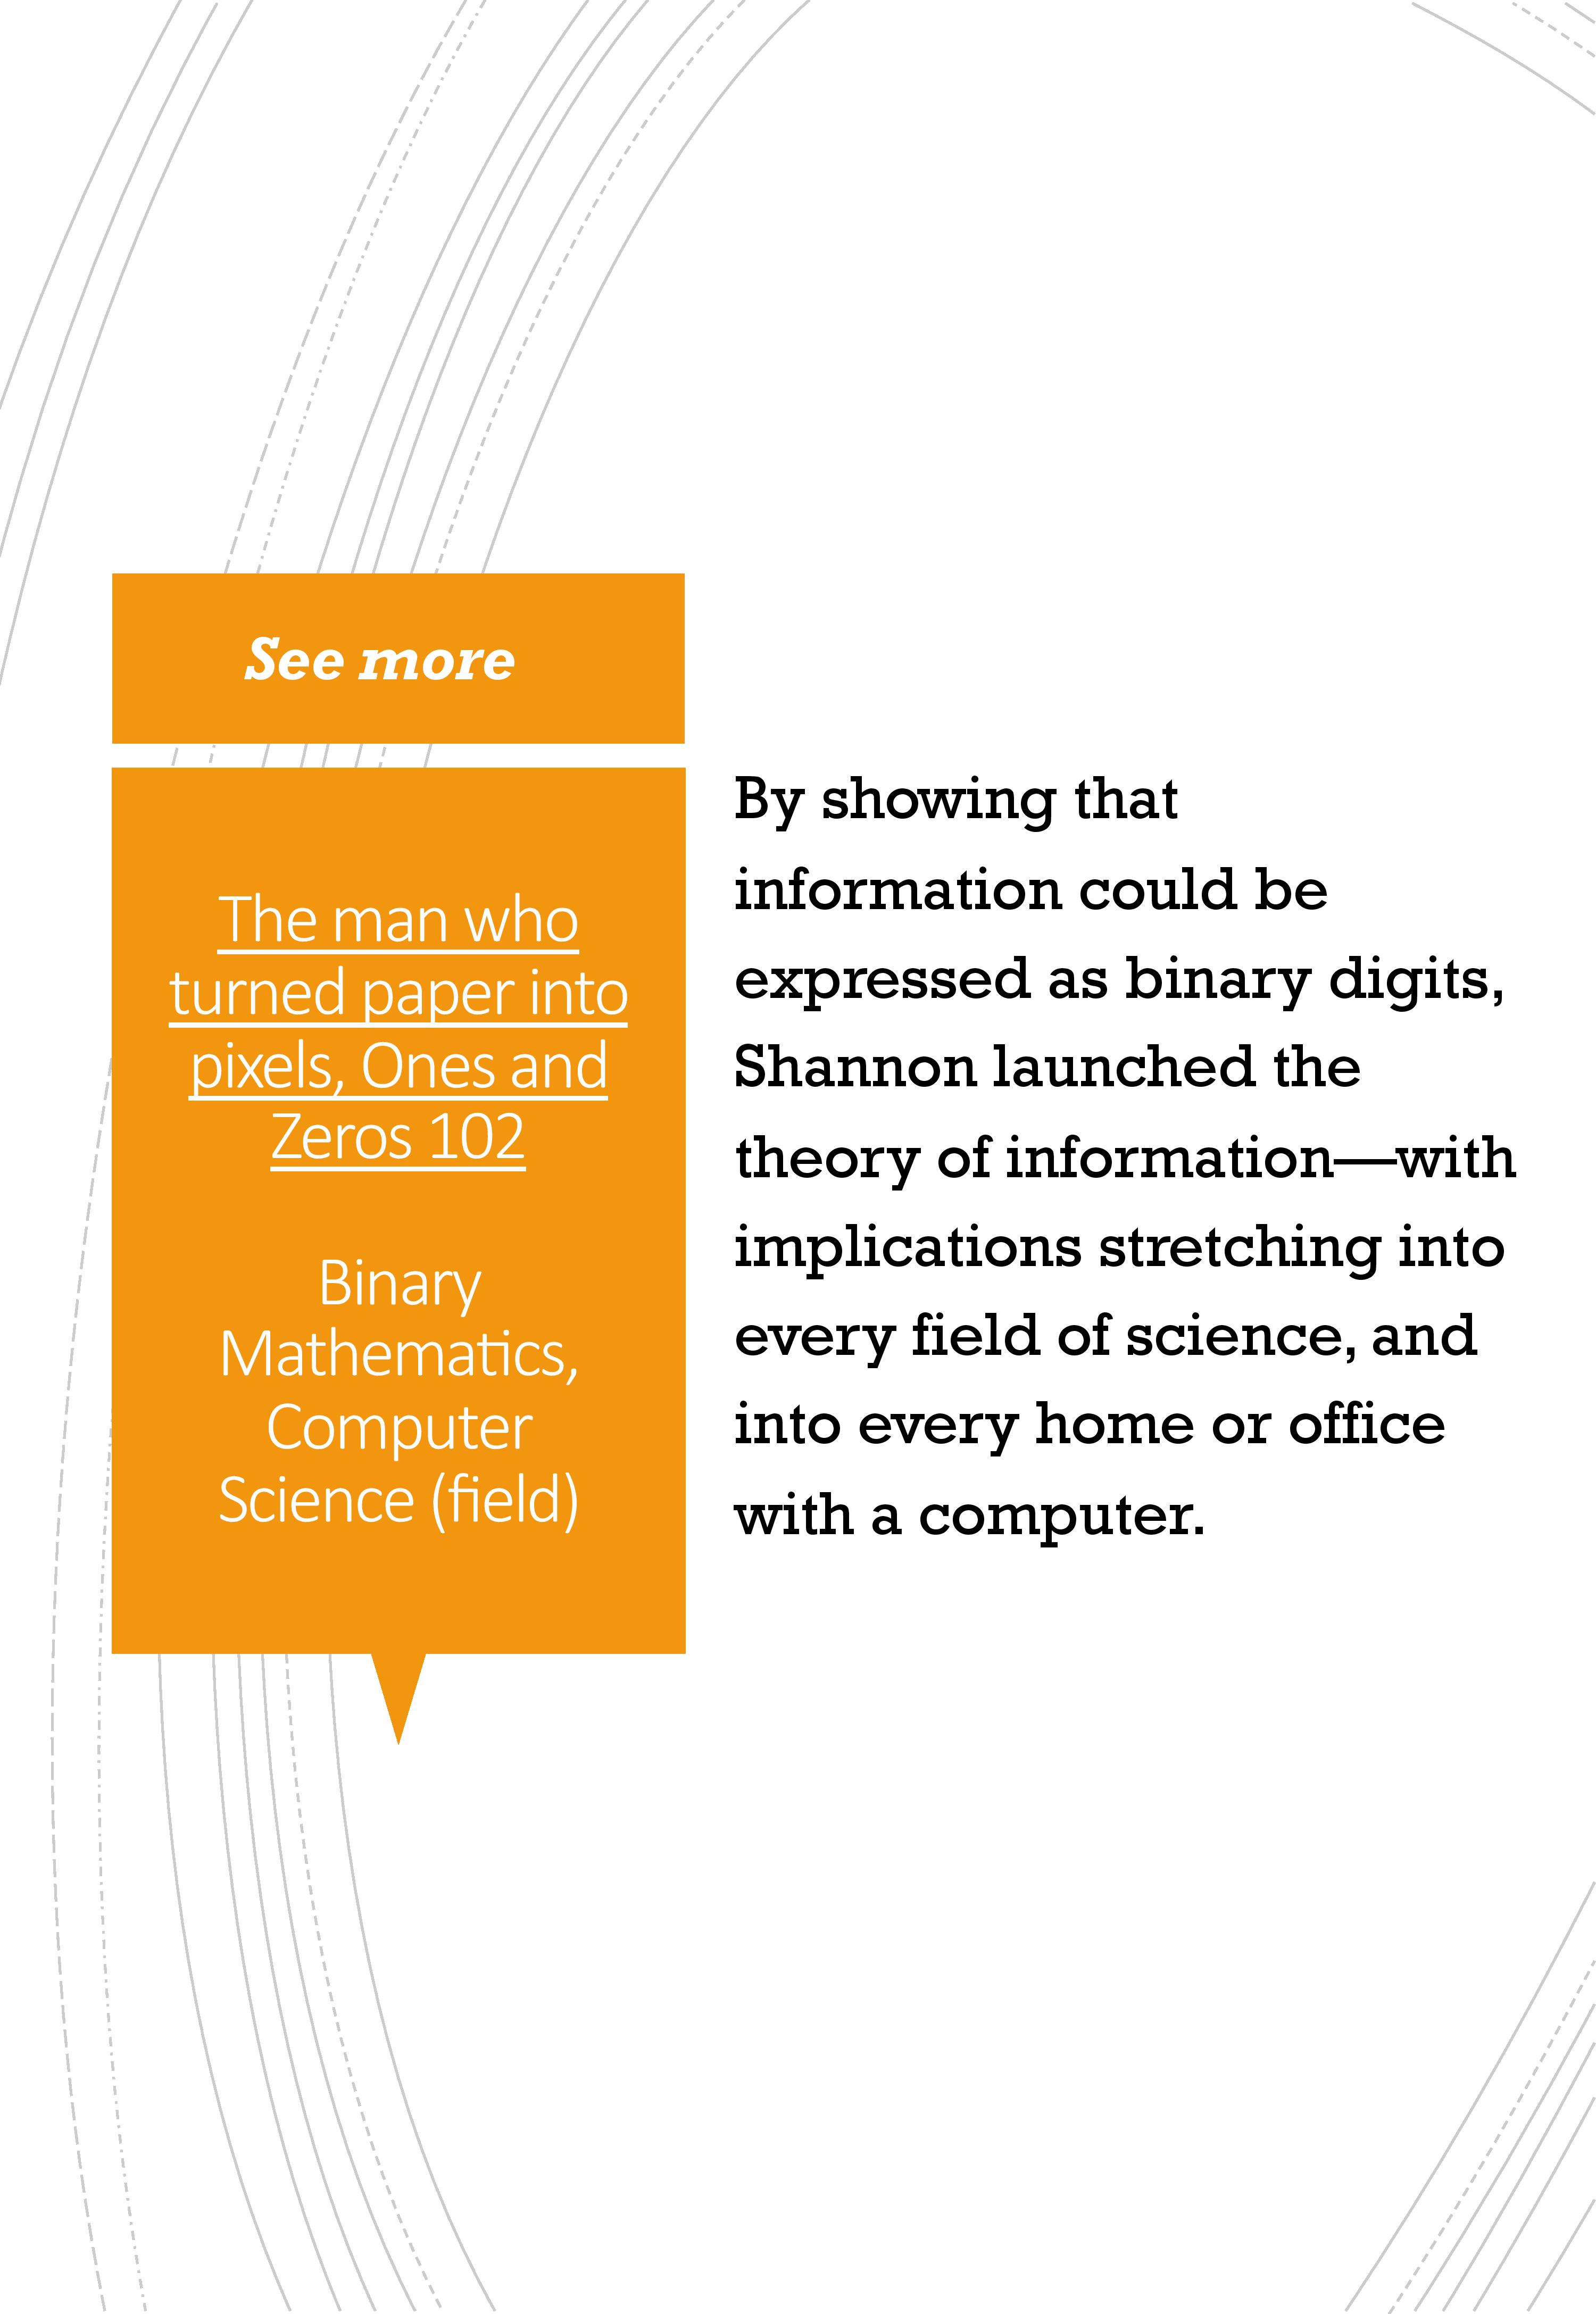 See more
The man who
turned paper into
pixels, Ones and
Zeros 102
Binary
Mathematics,
Computer
Science (field)
By showing that
information could be
expressed as binary digits,
Shannon launched the
theory of information—with
implications stretching into
every field of science, and
into every home or office
with a computer.